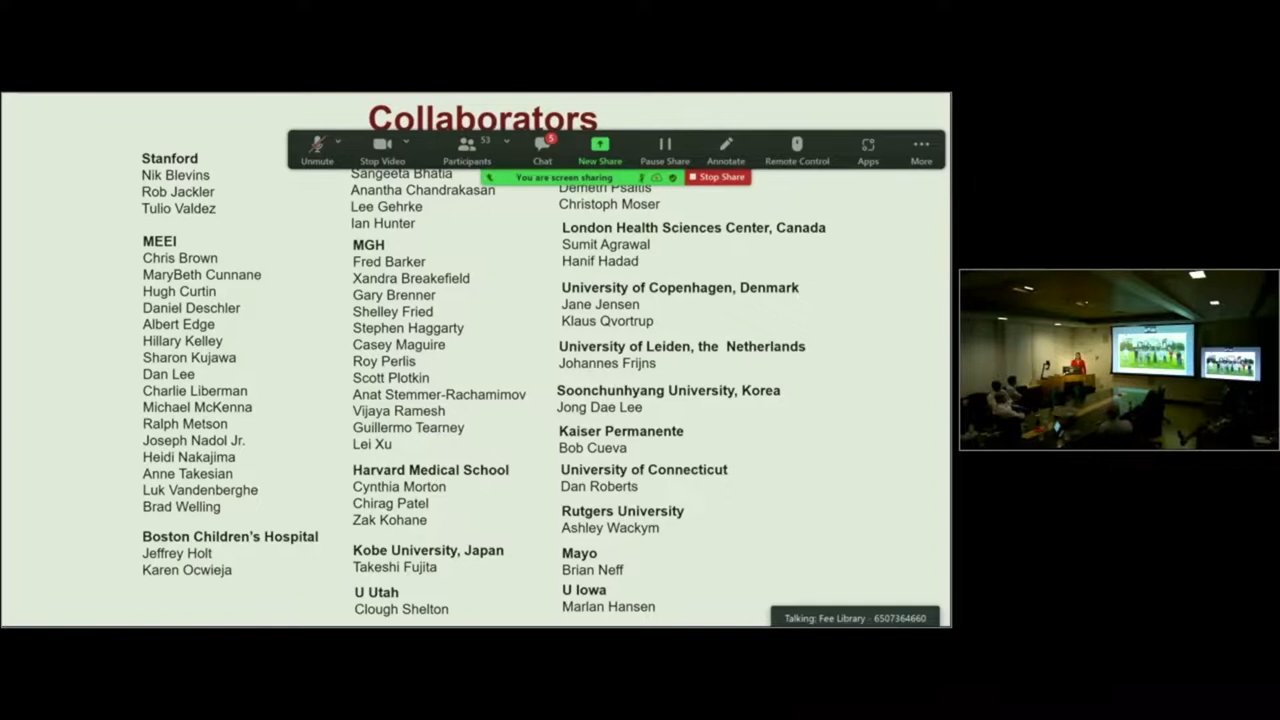 Collaborators
Unmute
Stop Video
Participants
53
Chat
5
New Share
Pause Share
Annotate
Remote Control
Apps
More
You are screen sharing
Stop Share
Stanford
Nik Blevins
Rob Jackler
Tulio Valdez
MEEI
Chris Brown
MaryBeth Cunnane
Hugh Curtin
Daniel Deschler
Albert Edge
Hillary Kelley
Sharon Kujawa
Dan Lee
Charlie Liberman
Michael McKenna
Ralph Metson
Joseph Nadol Jr.
Heidi Nakajima
Anne Takesian
Luk Vandenberghe
Brad Welling
Boston Children's Hospital
Jeffrey Holt
Karen Ocwieja
Sangeeta Bhatia
Anantha Chandrakasan
Lee Gehrke
Ian Hunter
MGH
Fred Barker
Xandra Breakefield
Gary Brenner
Shelley Fried
Stephen Haggarty
Casey Maguire
Roy Perlis
Scott Plotkin
Anat Stemmer-Rachamimov
Vijaya Ramesh
Guillermo Tearney
Lei Xu
Harvard Medical School
Cynthia Morton
Chirag Patel
Zak Kohane
Kobe University, Japan
Takeshi Fujita
U Utah
Clough Shelton
Demetri Psaltis
Christoph Moser
London Health Sciences Center, Canada
Sumit Agrawal
Hanif Hadad
University of Copenhagen, Denmark
Jane Jensen
Klaus Qvortrup
University of Leiden, the Netherlands
Johannes Frijns
Soonchunhyang University, Korea
Jong Dae Lee
Kaiser Permanente
Bob Cueva
University of Connecticut
Dan Roberts
Rutgers University
Ashley Wackym
Mayo
Brian Neff
U Iowa
Marlan Hansen
Talking: Fee Library - 6507364660